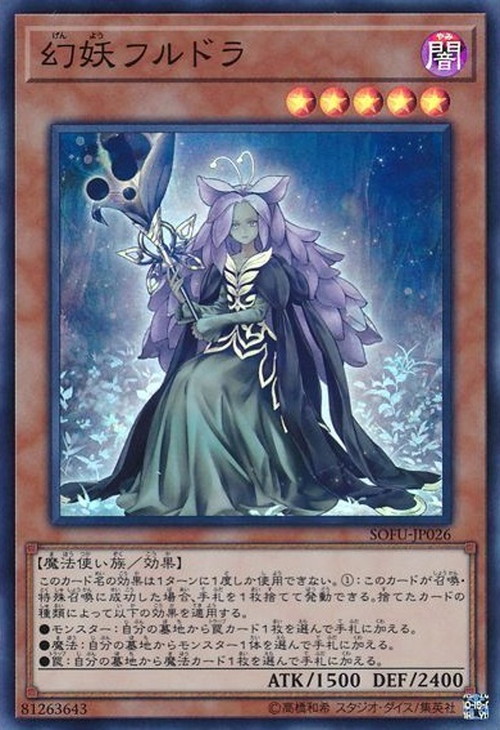 幻妖フルドラ
闇
SOFU-JP026
【魔法使い族／効果】
このカード名の効果は1ターンに1度しか使用できない。①：このカードが召喚・
特殊召喚に成功した場合、手札を1枚捨てて発動できる。捨てたカードの
種類によって以下の効果を適用する。
●モンスター：自分の墓地から罠カード1枚を選んで手札に加える。
●魔法：自分の墓地からモンスター1体を選んで手札に加える。
●罠：自分の墓地から魔法カード1枚を選んで手札に加える。
ATK/1500 DEF/2400
81263643
©高橋和希 スタジオ・ダイス/集英社